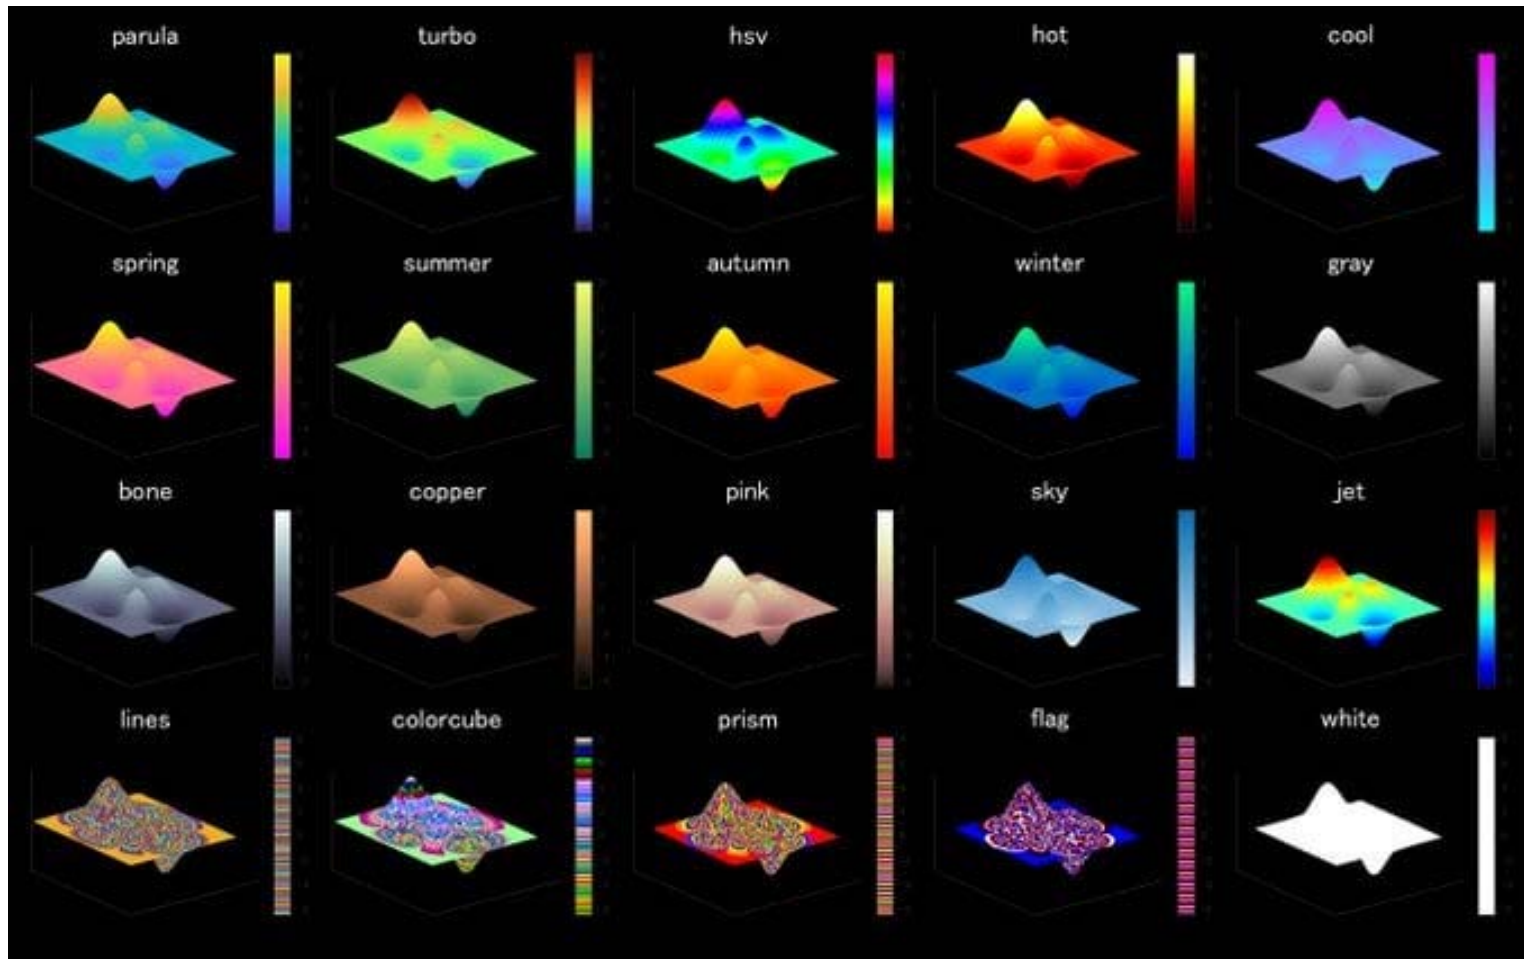 parula turbo hsv hot cool
spring summer autumn winter gray
bone copper pink sky jet
lines colorcube prism flag white